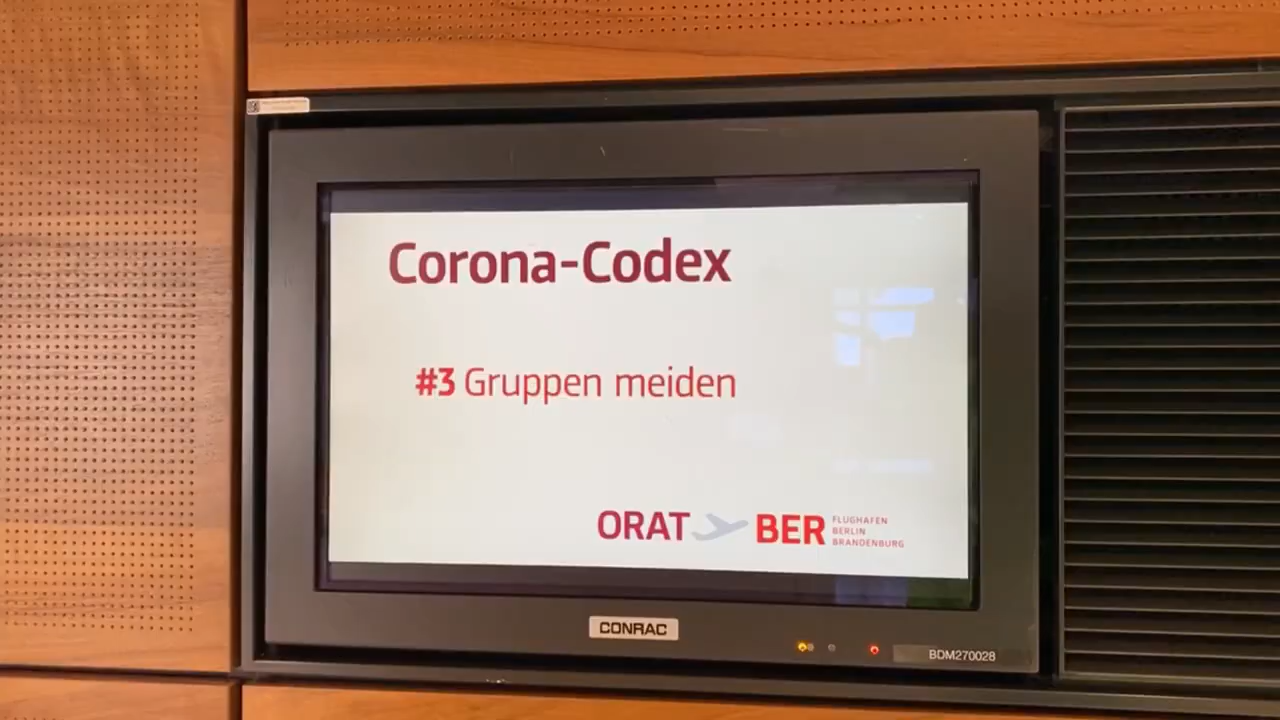 Corona-Codex
#3 Gruppen meiden
ORAT BER FLUGHAFEN
BERLIN
BRANDENBURG
CONRAC
BDM270028